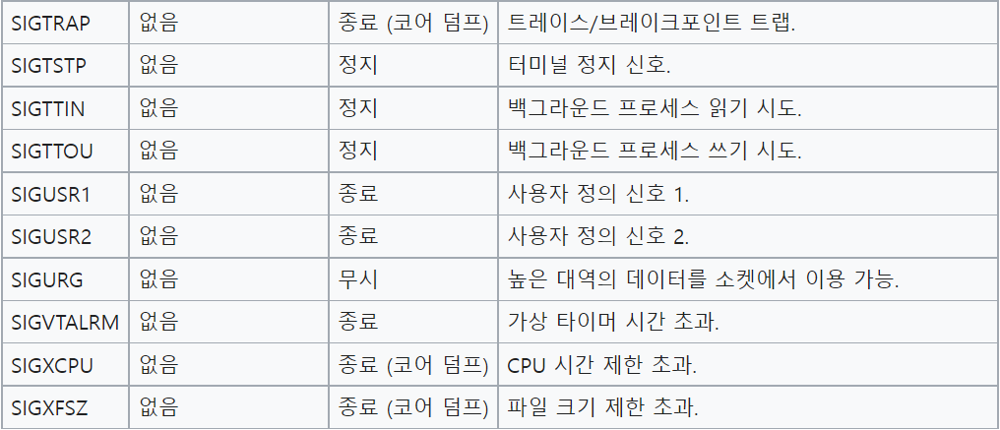 SIGTRAP 없음 종료 (코어 덤프) 트레이스/브레이크포인트 트랩.
SIGTSTP 없음 정지 터미널 정지 신호.
SIGTTIN 없음 정지 백그라운드 프로세스 읽기 시도.
SIGTTOU 없음 정지 백그라운드 프로세스 쓰기 시도.
SIGUSR1 없음 종료 사용자 정의 신호 1.
SIGUSR2 없음 종료 사용자 정의 신호 2.
SIGURG 없음 무시 높은 대역의 데이터를 소켓에서 이용 가능.
SIGVTALRM 없음 종료 가상 타이머 시간 초과.
SIGXCPU 없음 종료 (코어 덤프) CPU 시간 제한 초과.
SIGXFSZ 없음 종료 (코어 덤프) 파일 크기 제한 초과.